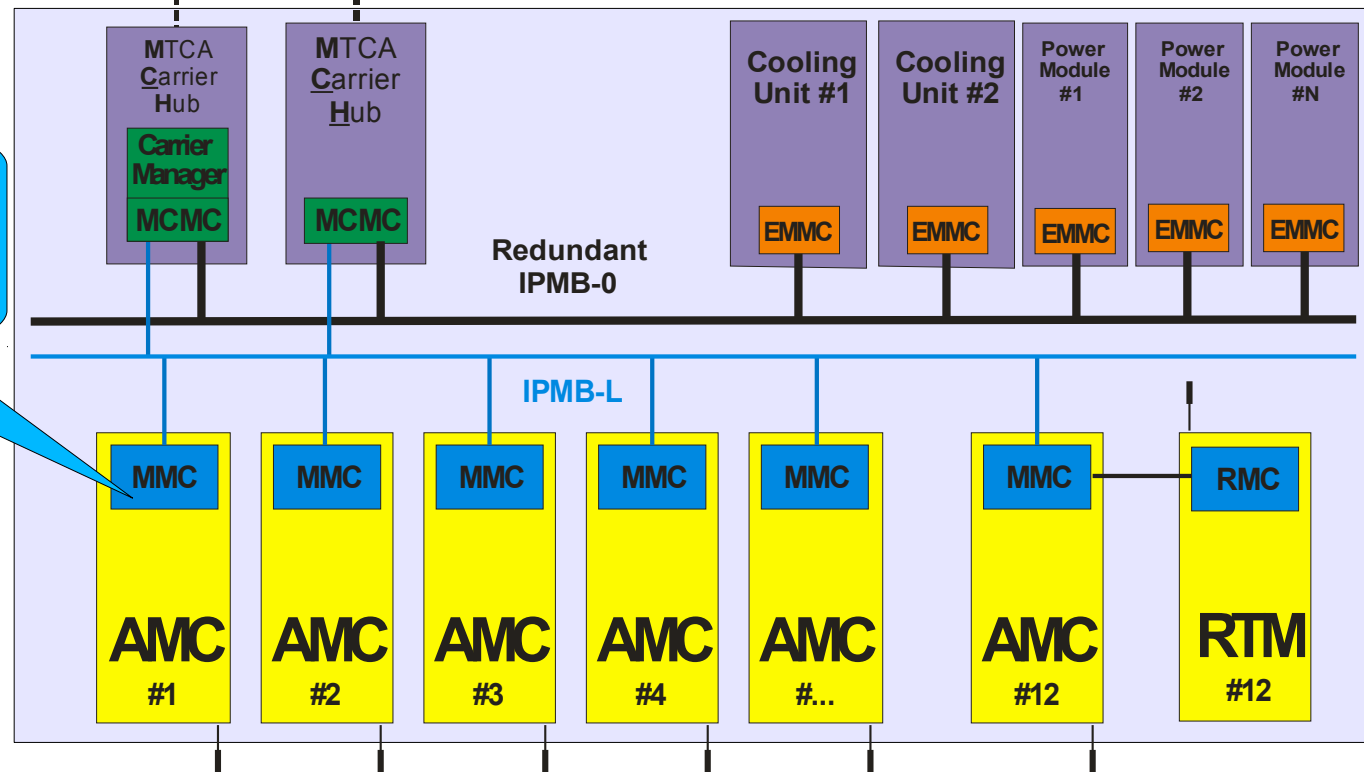 MTCA
Carrier
Hub
Carrier
Manager
MCMC
MTCA
Carrier
Hub
MCMC
Cooling
Unit #1
EMMC
Cooling
Unit #2
EMMC
Power
Module
#1
EMMC
Power
Module
#2
EMMC
Power
Module
#N
EMMC
Redundant
IPMB-0
IPMB-L
MMC
AMC
#1
MMC
AMC
#2
MMC
AMC
#3
MMC
AMC
#4
MMC
AMC
#...
MMC
AMC
#12
RMC
RTM
#12